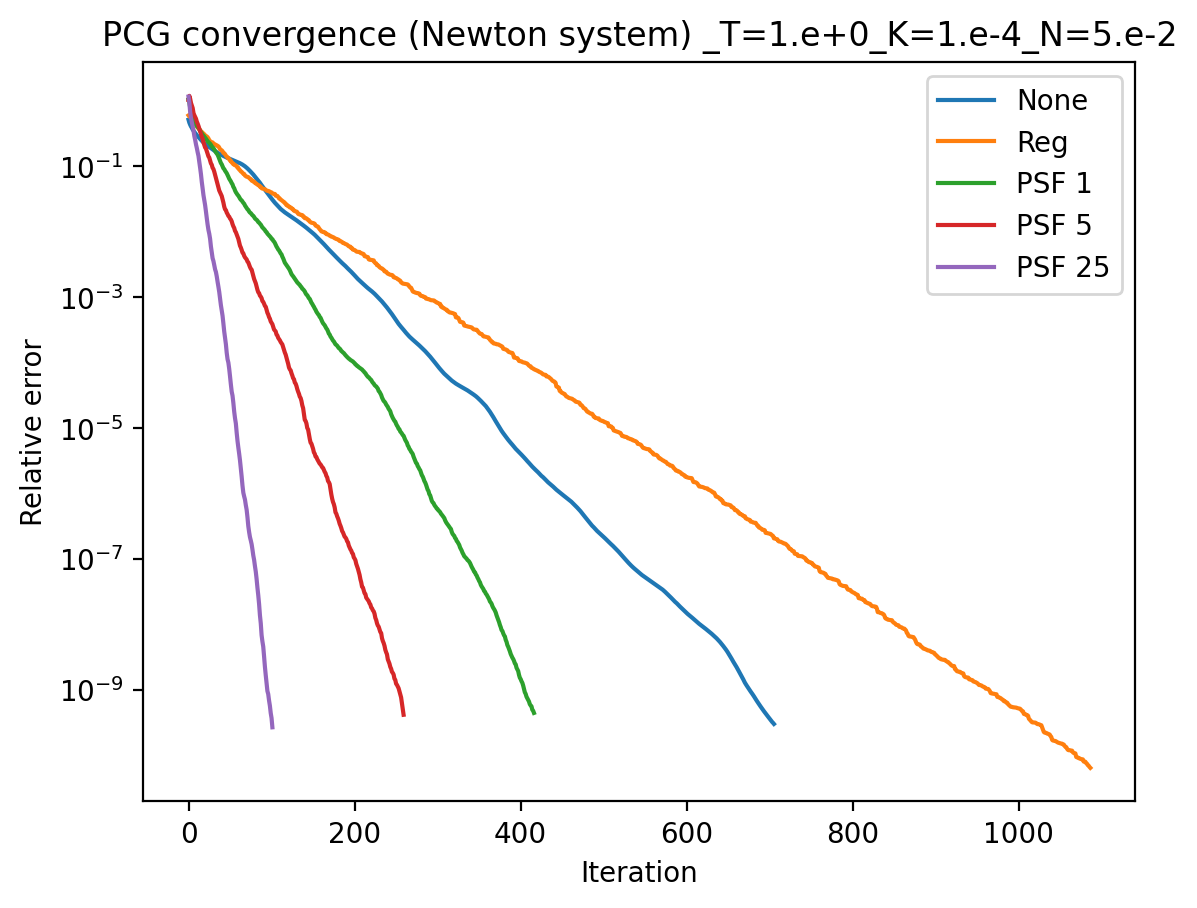 PCG convergence (Newton system) _T=1.e+0_K=1.e-4_N=5.e-2
None
Reg
PSF 1
PSF 5
PSF 25
Relative error
10⁻¹
10⁻³
10⁻⁵
10⁻⁷
10⁻⁹
0 200 400 600 800 1000
Iteration